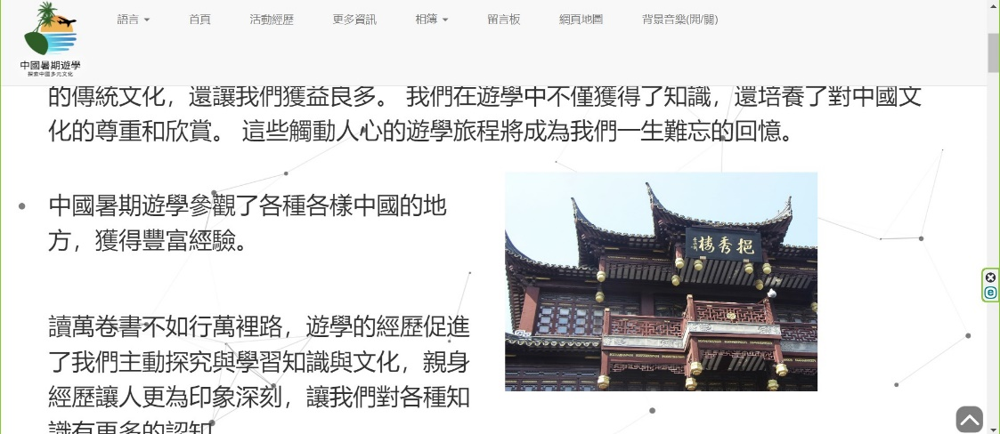 語言
首頁
活動經歷
更多資訊
相簿
留言板
網頁地圖
背景音樂(開/關)
中國暑期遊學
探索中國多元文化
的傳統文化，還讓我們獲益良多。 我們在遊學中不僅獲得了知識，還培養了對中國文
化的尊重和欣賞。 這些觸動人心的遊學旅程將成為我們一生難忘的回憶。
中國暑期遊學參觀了各種各樣中國的地
方，獲得豐富經驗。
挹秀樓
讀萬卷書不如行萬裡路，遊學的經歷促進
了我們主動探究與學習知識與文化，親身
經歷讓人更為印象深刻，讓我們對各種知
識有更多的認知